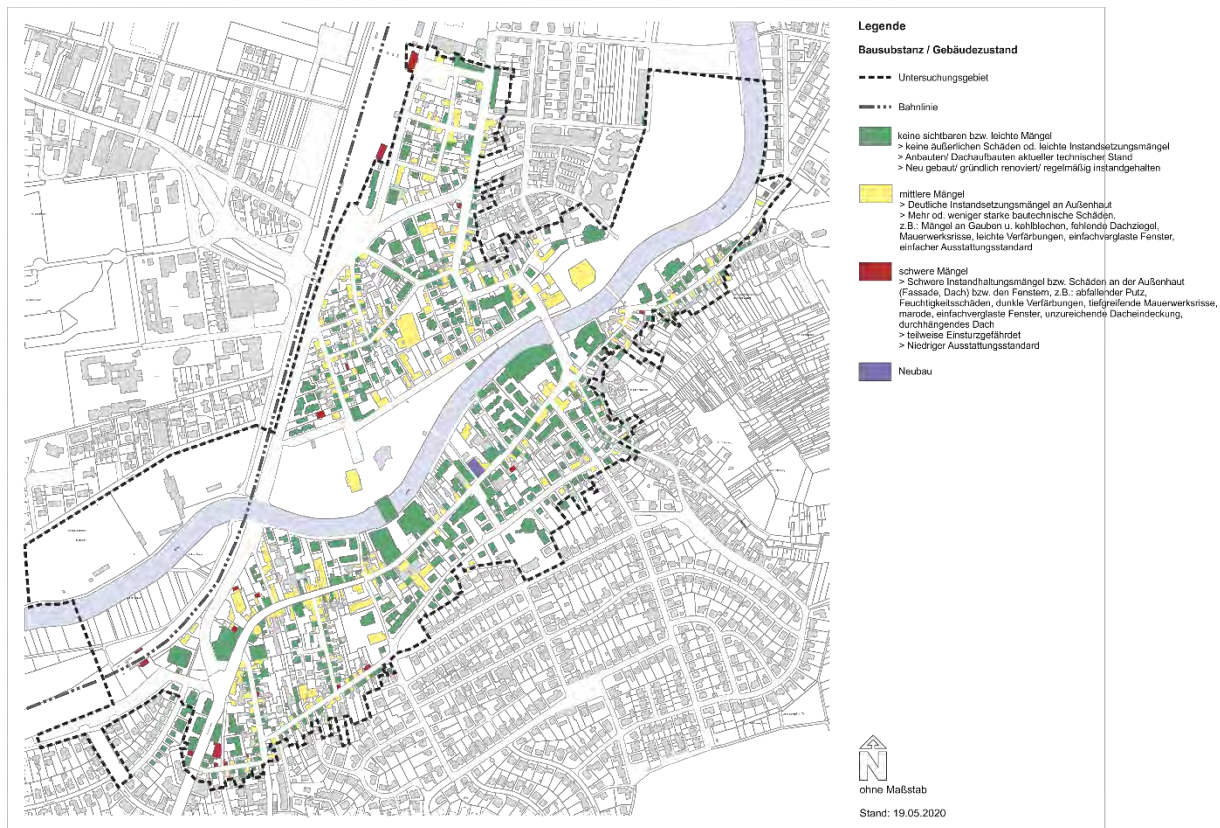 Legende
Bausubstanz / Gebäudezustand
Untersuchungsgebiet
Bahnlinie
keine sichtbaren bzw. leichte Mängel
> keine äußerlichen Schäden od. leichte Instandsetzungsmängel
> Anbauten/ Dachaufbauten aktueller technischer Stand
> Neu gebaut/ gründlich renoviert/ regelmäßig instandgehalten
mittlere Mängel
> Deutliche Instandsetzungsmängel an Außenhaut
> Mehr od. weniger starke bautechnische Schäden,
z.B.: Mängel an Gauben u. kehlblechen, fehlende Dachziegel,
Mauerwerksrisse, leichte Verfärbungen, einfachverglaste Fenster,
einfacher Ausstattungsstandard
schwere Mängel
> Schwere Instandhaltungsmängel bzw. Schäden an der Außenhaut
(Fassade, Dach) bzw. den Fenstern, z.B.: abfallender Putz,
Feuchtigkeitsschäden, dunkle Verfärbungen, tiefgreifende Mauerwerksrisse,
marode, einfachverglaste Fenster, unzureichende Dacheindeckung,
durchhängendes Dach
> teilweise Einsturzgefährdet
> Niedriger Ausstattungsstandard
Neubau
N
ohne Maßstab
Stand: 19.05.2020